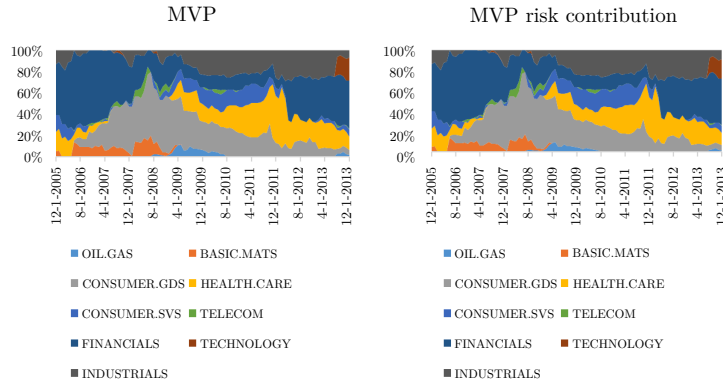 MVP
100%
80%
60%
40%
20%
0%
12-1-2005
8-1-2006
4-1-2007
12-1-2007
8-1-2008
4-1-2009
12-1-2009
8-1-2010
4-1-2011
12-1-2011
8-1-2012
4-1-2013
12-1-2013
OIL.GAS
BASIC.MATS
CONSUMER.GDS
HEALTH.CARE
CONSUMER.SVS
TELECOM
FINANCIALS
TECHNOLOGY
INDUSTRIALS
MVP risk contribution
100%
80%
60%
40%
20%
0%
12-1-2005
8-1-2006
4-1-2007
12-1-2007
8-1-2008
4-1-2009
12-1-2009
8-1-2010
4-1-2011
12-1-2011
8-1-2012
4-1-2013
12-1-2013
OIL.GAS
BASIC.MATS
CONSUMER.GDS
HEALTH.CARE
CONSUMER.SVS
TELECOM
FINANCIALS
TECHNOLOGY
INDUSTRIALS